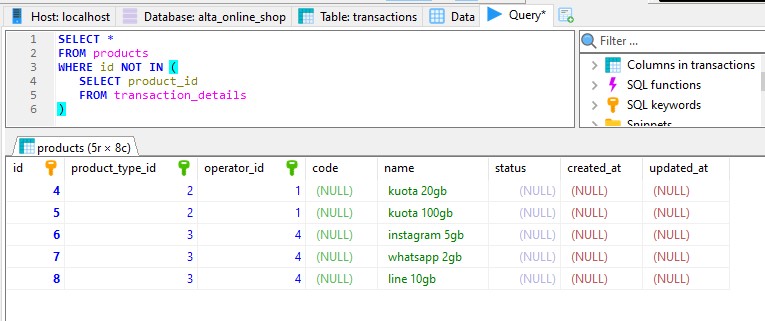 Host: localhost Database: alta_online_shop Table: transactions Data Query*
1 SELECT *
2 FROM products
3 WHERE id NOT IN (
4 SELECT product_id
5 FROM transaction_details
6 )
Filter ...
Columns in transactions
SQL functions
SQL keywords
Snippets
products (5r × 8c)
id product_type_id operator_id code name status created_at updated_at
4 2 1 (NULL) kuota 20gb (NULL) (NULL) (NULL)
5 2 1 (NULL) kuota 100gb (NULL) (NULL) (NULL)
6 3 4 (NULL) instagram 5gb (NULL) (NULL) (NULL)
7 3 4 (NULL) whatsapp 2gb (NULL) (NULL) (NULL)
8 3 4 (NULL) line 10gb (NULL) (NULL) (NULL)